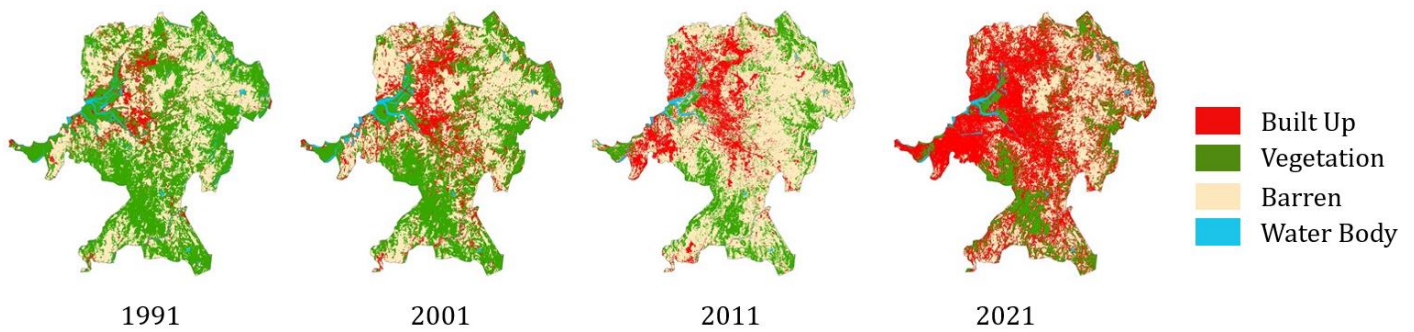 Built Up
Vegetation
Barren
Water Body
1991
2001
2011
2021